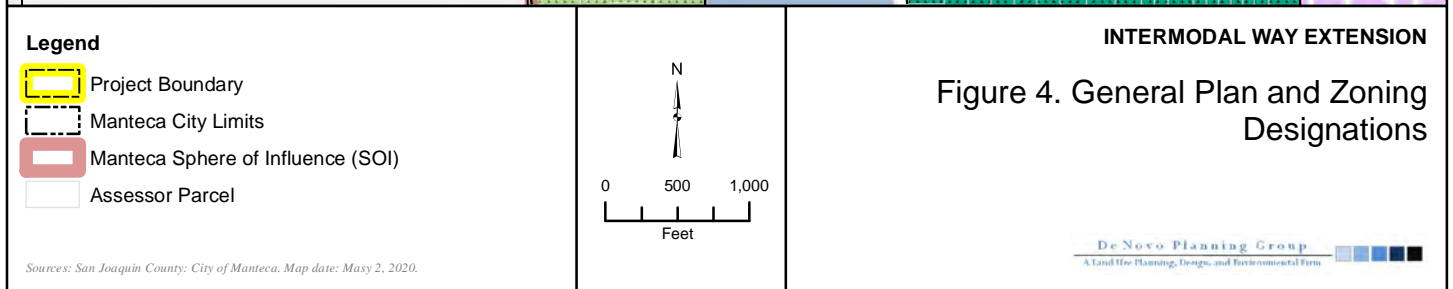 Legend
Project Boundary
Manteca City Limits
Manteca Sphere of Influence (SOI)
Assessor Parcel
Sources: San Joaquin County: City of Manteca. Map date: Masy 2, 2020.
N
0 500 1,000
Feet
INTERMODAL WAY EXTENSION
Figure 4. General Plan and Zoning
Designations
De Novo Planning Group
A Land Use Planning, Design, and Environmental Firm